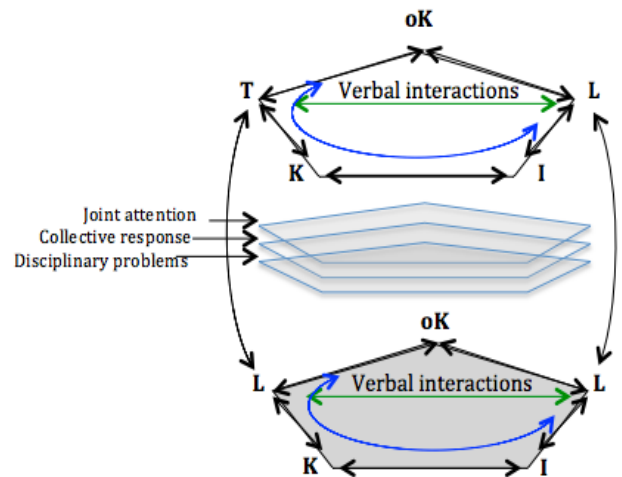 oK
T Verbal interactions L
K I
Joint attention
Collective response
Disciplinary problems
oK
L Verbal interactions L
K I